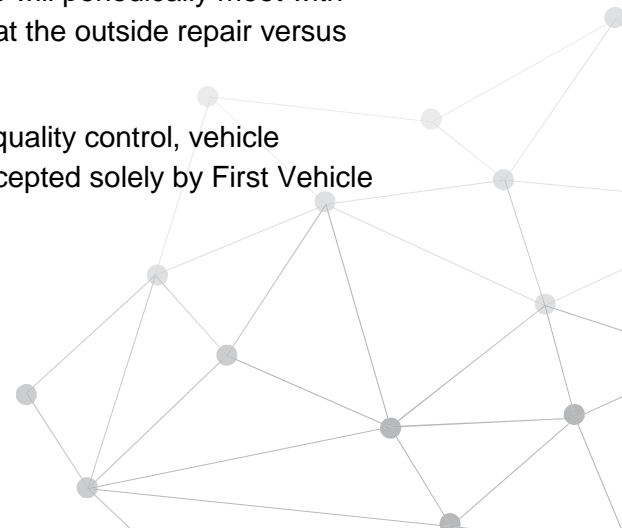 will periodically meet with
at the outside repair versus
quality control, vehicle
cepted solely by First Vehicle